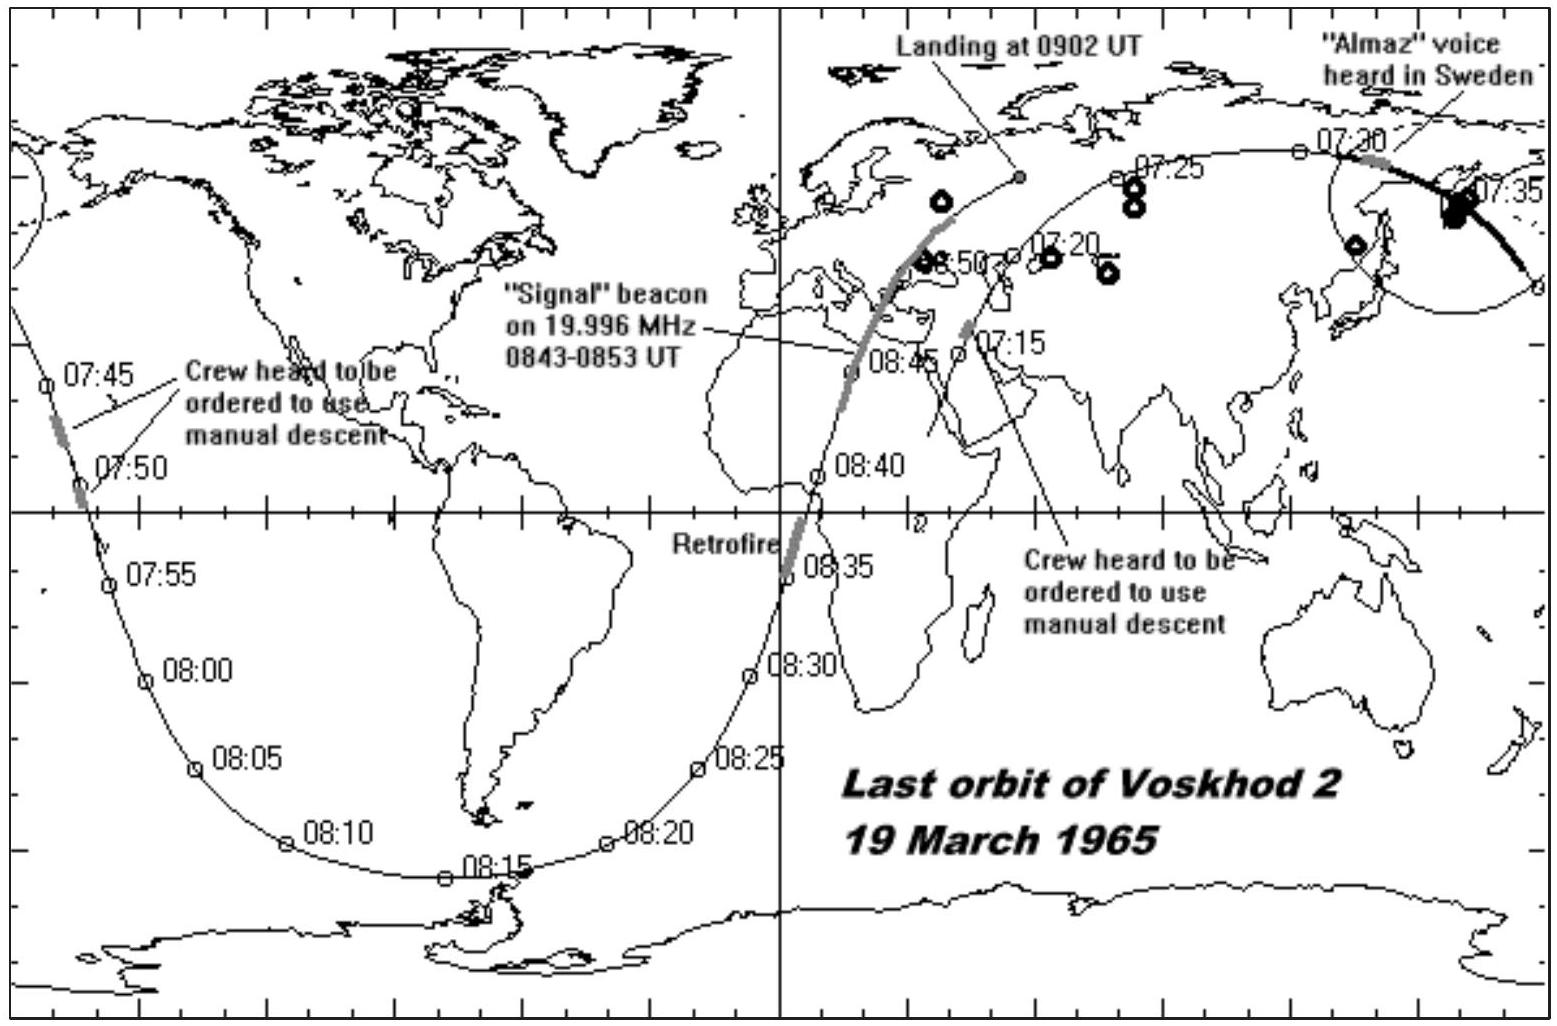 Landing at 0902 UT
"Almaz" voice
heard in Sweden
07:30
07:25
07:35
07:20
:50
"Signal" beacon
on 19.996 MHz
0843-0853 UT
07:15
08:45
07:45
Crew heard to be
ordered to use
manual descent
07:50
08:40
Retrofire
08:35
Crew heard to be
ordered to use
manual descent
07:55
08:00
08:30
08:05
08:25
Last orbit of Voskhod 2
19 March 1965
08:10
08:20
08:15